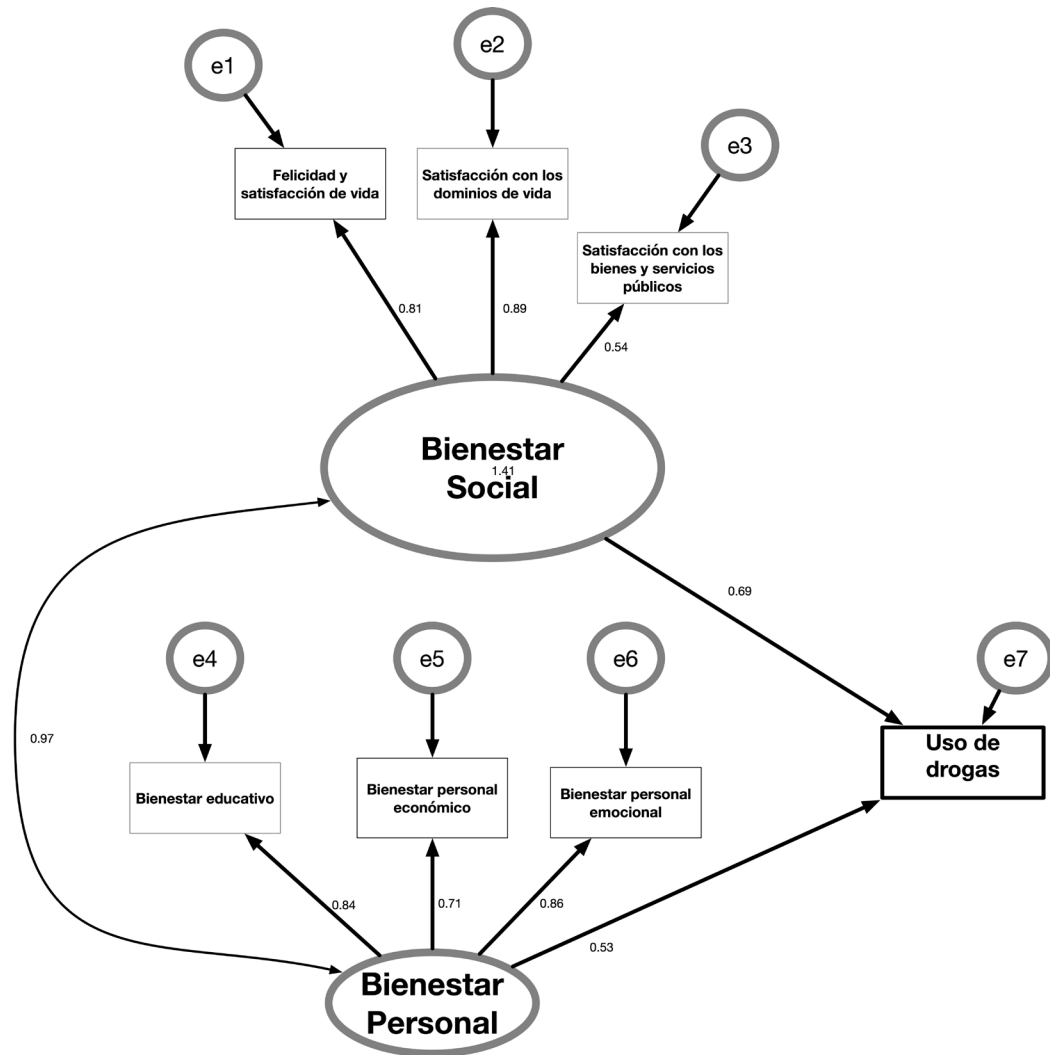 e1
e2
e3
Felicidad y
satisfacción de vida
Satisfacción con los
dominios de vida
Satisfacción con los
bienes y servicios
públicos
0.81
0.89
0.54
Bienestar
1.41
Social
0.69
e4
e5
e6
e7
0.97
Uso de
drogas
Bienestar educativo
Bienestar personal
económico
Bienestar personal
emocional
0.84
0.71
0.86
0.53
Bienestar
Personal